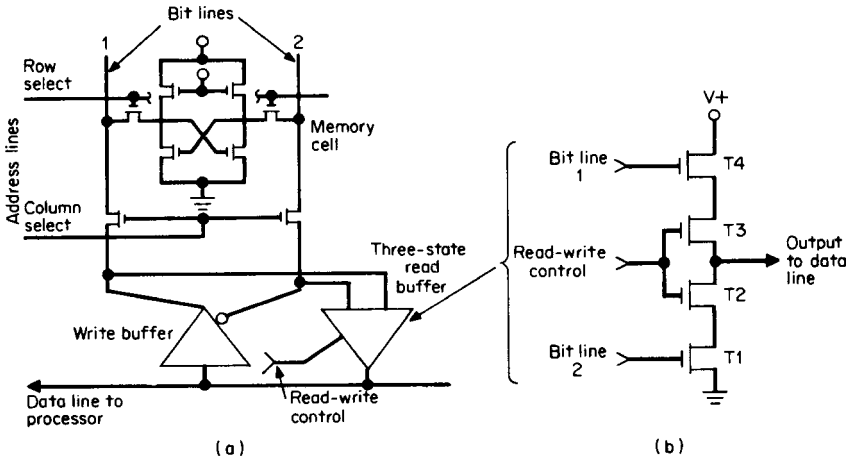 Bit lines
1
2
Row
select
Memory
cell
Address lines
Column
select
Three-state
read
buffer
Write buffer
Read-write
control
Data line to
processor
(a)
V+
Bit line
1
T4
T3
Read-write
control
Output
to data
line
T2
Bit line
2
T1
(b)